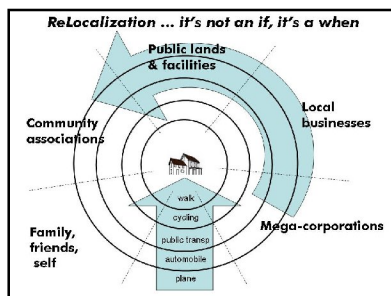 ReLocalization ... it's not an if, it's a when
Public lands
& facilities
Local
businesses
Community
associations
walk
cycling
public transp
automobile
plane
Mega-corporations
Family,
friends,
self